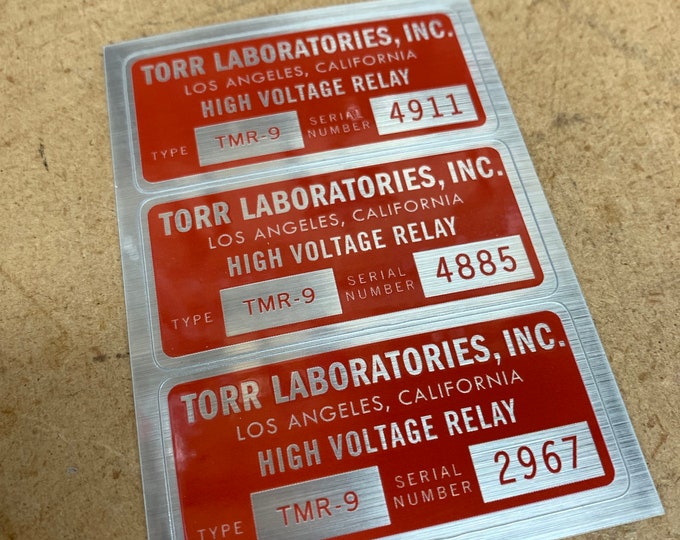 TORR LABORATORIES, INC.
LOS ANGELES, CALIFORNIA
HIGH VOLTAGE RELAY
TYPE TMR-9 SERIAL NUMBER 4911
TORR LABORATORIES, INC.
LOS ANGELES, CALIFORNIA
HIGH VOLTAGE RELAY
TYPE TMR-9 SERIAL NUMBER 4885
TORR LABORATORIES, INC.
LOS ANGELES, CALIFORNIA
HIGH VOLTAGE RELAY
TYPE TMR-9 SERIAL NUMBER 2967